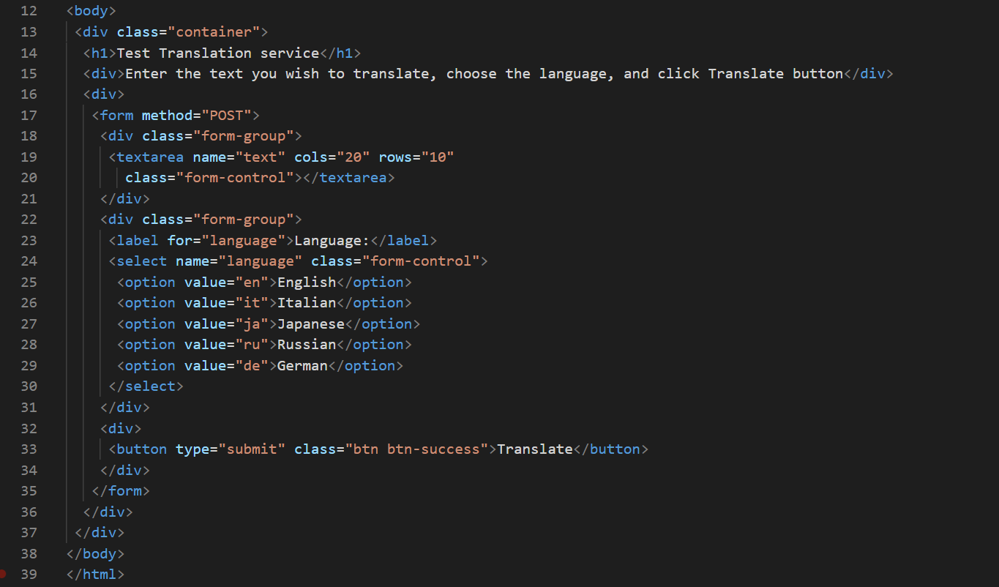 12 <body>
13 <div class="container">
14 <h1>Test Translation service</h1>
15 <div>Enter the text you wish to translate, choose the language, and click Translate button</div>
16 <div>
17 <form method="POST">
18 <div class="form-group">
19 <textarea name="text" cols="20" rows="10"
20 class="form-control"></textarea>
21 </div>
22 <div class="form-group">
23 <label for="language">Language:</label>
24 <select name="language" class="form-control">
25 <option value="en">English</option>
26 <option value="it">Italian</option>
27 <option value="ja">Japanese</option>
28 <option value="ru">Russian</option>
29 <option value="de">German</option>
30 </select>
31 </div>
32 <div>
33 <button type="submit" class="btn btn-success">Translate</button>
34 </div>
35 </form>
36 </div>
37 </div>
38 </body>
39 </html>